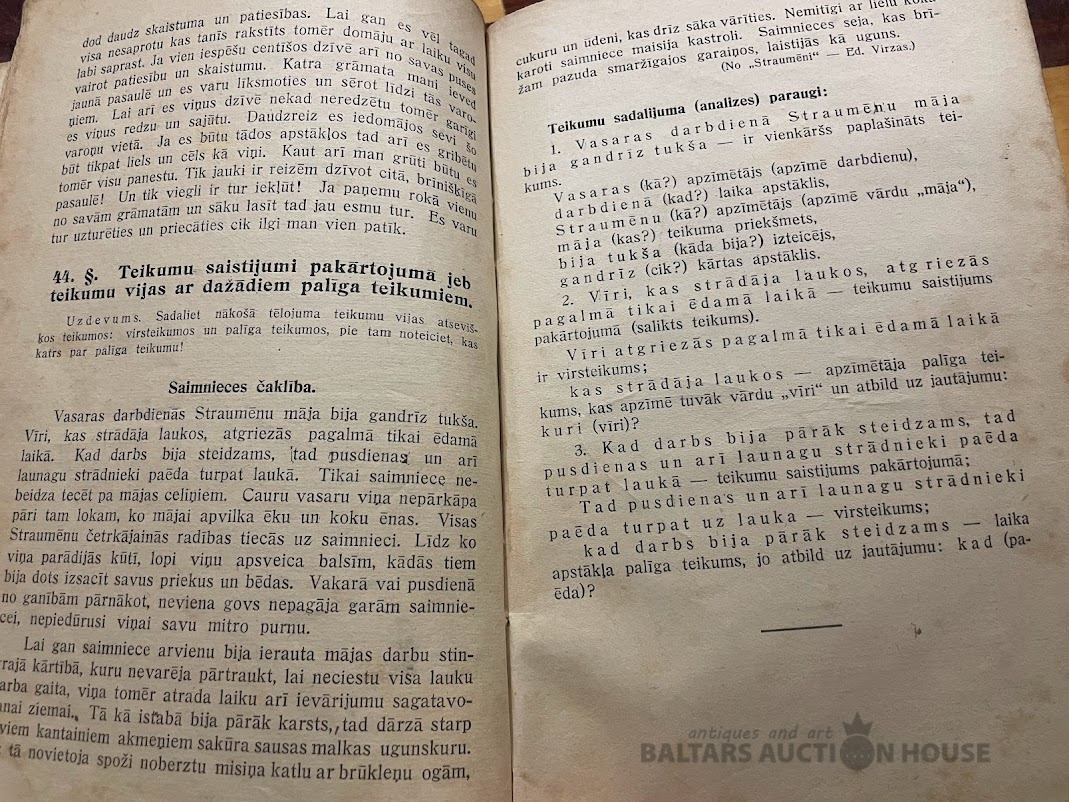 dod daudz skaistuma un patiesības. Lai gan es vēl tagad
visa nesaprotu kas tanīs rakstīts tomēr domāju ar laiku visu
labi saprast. Ja vien iespēšu centīšos dzīvē arī no savas puses
vairot patiesību un skaistumu. Katra grāmata mani ieved
jaunā pasaulē un es varu līksmoties un sērot līdzi tās varo-
ņiem. Lai arī es viņus dzīvē nekad neredzētu tomēr garīgi
es viņus redzu un sajūtu. Daudzreiz es iedomājos sevi šo
varoņu vietā. Ja es būtu tādos apstākļos tad arī es gribētu
būt tikpat liels un cēls kā viņi. Kaut arī man grūti būtu es
tomēr visu panestu. Tik jauki ir reizēm dzīvot citā, brinišķīgā
pasaulē! Un tik viegli ir tur iekļūt! Ja paņemu rokā vienu
no savām grāmatām un sāku lasīt tad jau esmu tur. Es varu
tur uzturēties un priecāties cik ilgi man vien patīk.
44. §. Teikumu saistijumi pakārtojumā jeb
teikumu vijas ar dažādiem palīga teikumiem.
Uzdevums. Sadaliet nākošā tēlojuma teikumu vijas atseviš-
ķos teikumos: virsteikumos un palīga teikumos, pie tam noteiciet, kas
katrs par palīga teikumu!
Saimnieces čaklība.
Vasaras darbdienās Straumēnu māja bija gandrīz tukša.
Vīri, kas strādāja laukos, atgriezās pagalmā tikai ēdamā
laikā. Kad darbs bija steidzams, tad pusdienas un arī
launagu strādnieki paēda turpat laukā. Tikai saimniece ne-
beidza tecēt pa mājas celiņiem. Cauru vasaru viņa nepārkāpa
pāri tam lokam, ko mājai apvilka ēku un koku ēnas. Visas
Straumēnu četrkājainās radības tiecās uz saimnieci. Līdz ko
viņa parādijās kūtī, lopi viņu apsveica balsīm, kādās tiem
bija dots izsacīt savus priekus un bēdas. Vakarā vai pusdienā
no ganībām pārnākot, neviena govs nepagāja garām saimnie-
cei, nepiedūrusi viņai savu mitro purnu.
Lai gan saimniece arvienu bija ierauta mājas darbu stin-
rajā kārtībā, kuru nevarēja pārtraukt, lai neciestu visa lauku
arba gaita, viņa tomēr atrada laiku arī ievārijumu sagatavo-
anai ziemai. Tā kā istabā bija pārāk karsts, tad dārzā starp
viem kantainiem akmeņiem sakūra sausas malkas ugunskuru.
tā novietoja spoži noberztu misiņa katlu ar brūkleņu ogām,
cukuru un ūdeni, kas drīz sāka vārīties. Nemitīgi ar lielu koka
karoti saimniece maisija kastroli. Saimnieces seja, kas brī-
žam pazuda smaržīgajos garaiņos, laistijās kā uguns.
(No „Straumēni“ — Ed. Virzas.)
Teikumu sadalijuma (analizes) paraugi:
1. Vasaras darbdienā Straumēņu māja
bija gandrīz tukša — ir vienkāršs paplašināts tei-
kums.
Vasaras (kā?) apzīmētājs (apzīmē darbdienu),
darbdienā (kad?) laika apstāklis,
Straumēnu (kā?) apzīmētājs (apzīmē vārdu „māja“),
māja (kas?) teikuma priekšmets,
bija tukša (kāda bija?) izteicējs,
gandrīz (cik?) kārtas apstāklis.
2. Vīri, kas strādāja laukos, atgriezās
pagalmā tikai ēdamā laikā — teikumu saistijums
pakārtojumā (salikts teikums).
Vīri atgriezās pagalmā tikai ēdamā laikā
ir virsteikums;
kas strādāja laukos — apzīmētāja palīga tei-
kums, kas apzīmē tuvāk vārdu „vīri“ un atbild uz jautājumu:
kuri (vīri)?
3. Kad darbs bija pārāk steidzams, tad
pusdienas un arī launagu strādnieki paēda
turpat laukā — teikumu saistijums pakārtojumā;
Tad pusdienas un arī launagu strādnieki
paēda turpat uz lauka — virsteikums;
kad darbs bija pārāk steidzams — laika
apstākļa palīga teikums, jo atbild uz jautājumu: kad (pa-
ēda)?
antiques and art
BALTARS AUCTION HOUSE